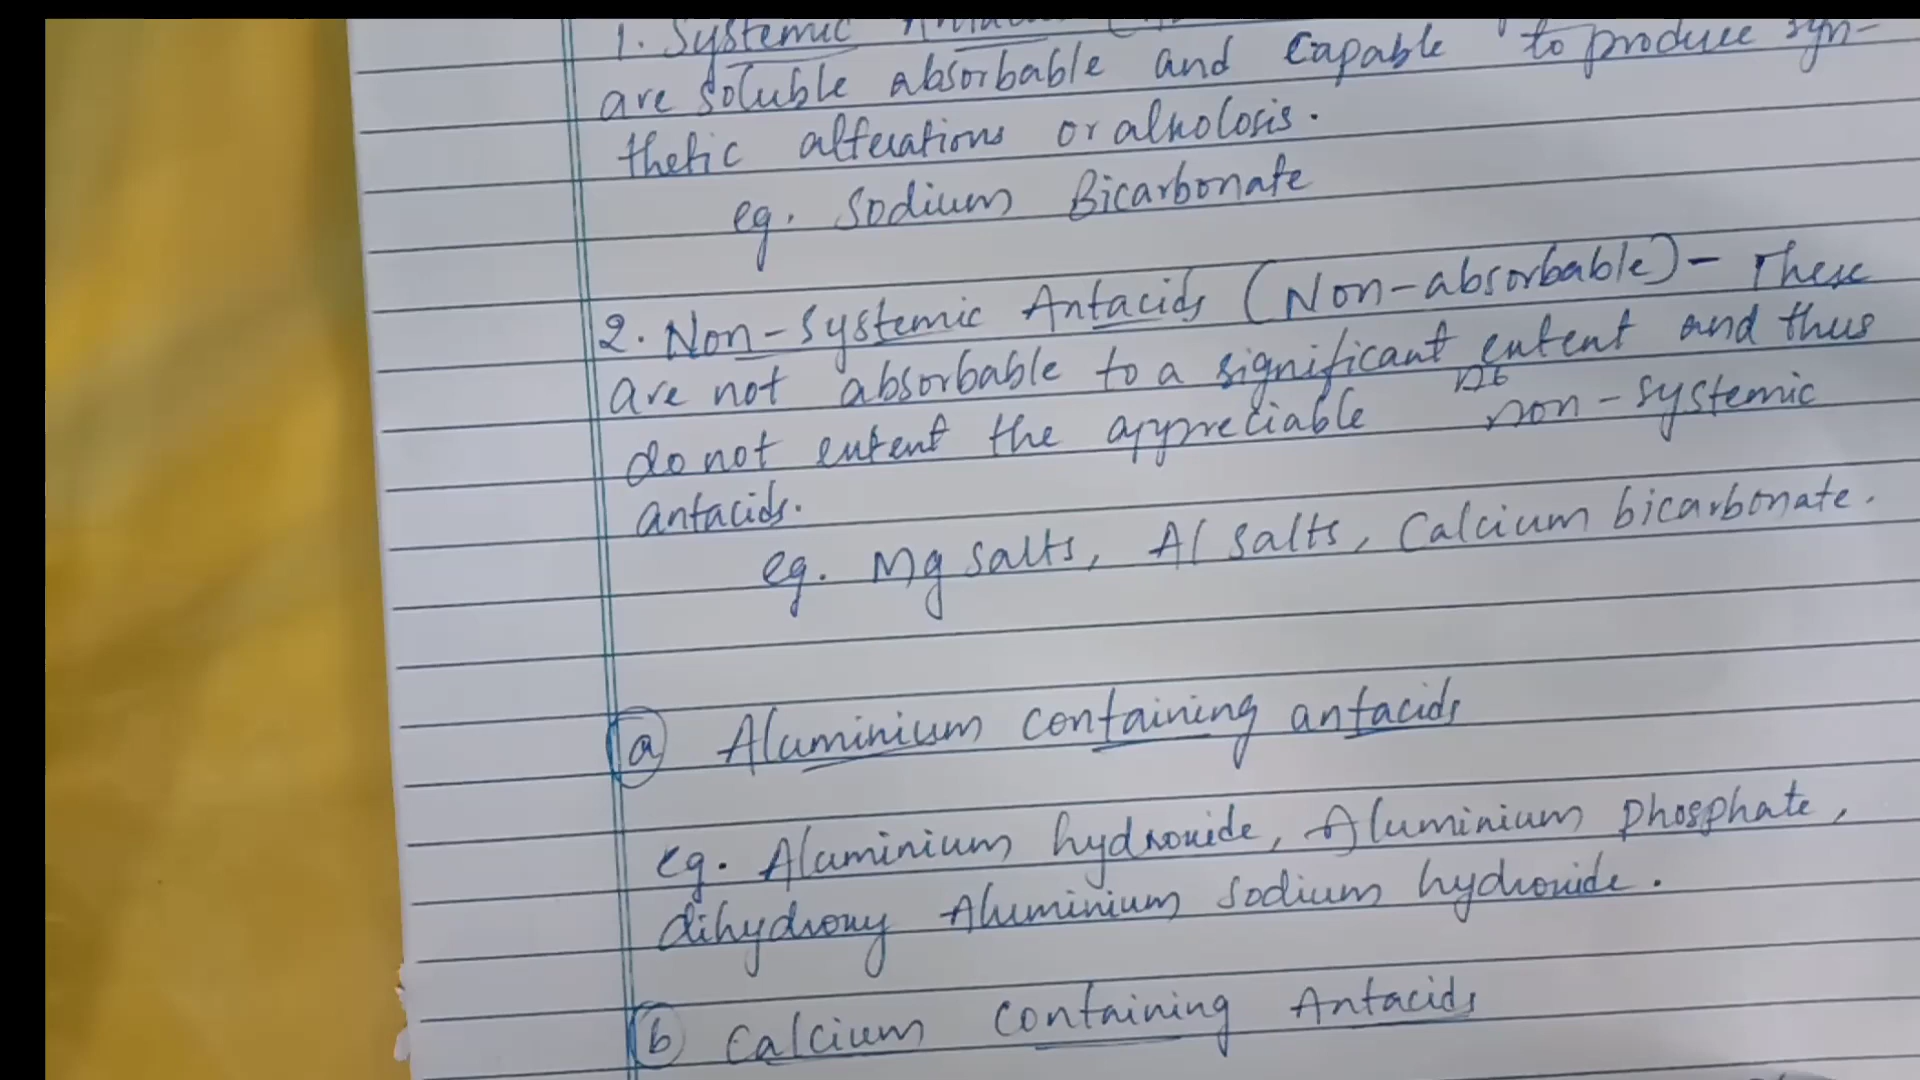 1. Systemic
are soluble absorbable and capable to produce syn-
thetic alterations or alkolosis.
eg. Sodium Bicarbonate
2. Non-systemic Antacids (Non-absorbable) - These
are not absorbable to a significant extent and thus
do not extent the appreciable non-systemic
antacids.
eg. Mg salts, Al salts, Calcium bicarbonate.
(a) Aluminium containing antacids
eg. Aluminium hydroxide, Aluminium phosphate,
dihydroxy Aluminium sodium hydroxide.
(b) Calcium containing Antacids